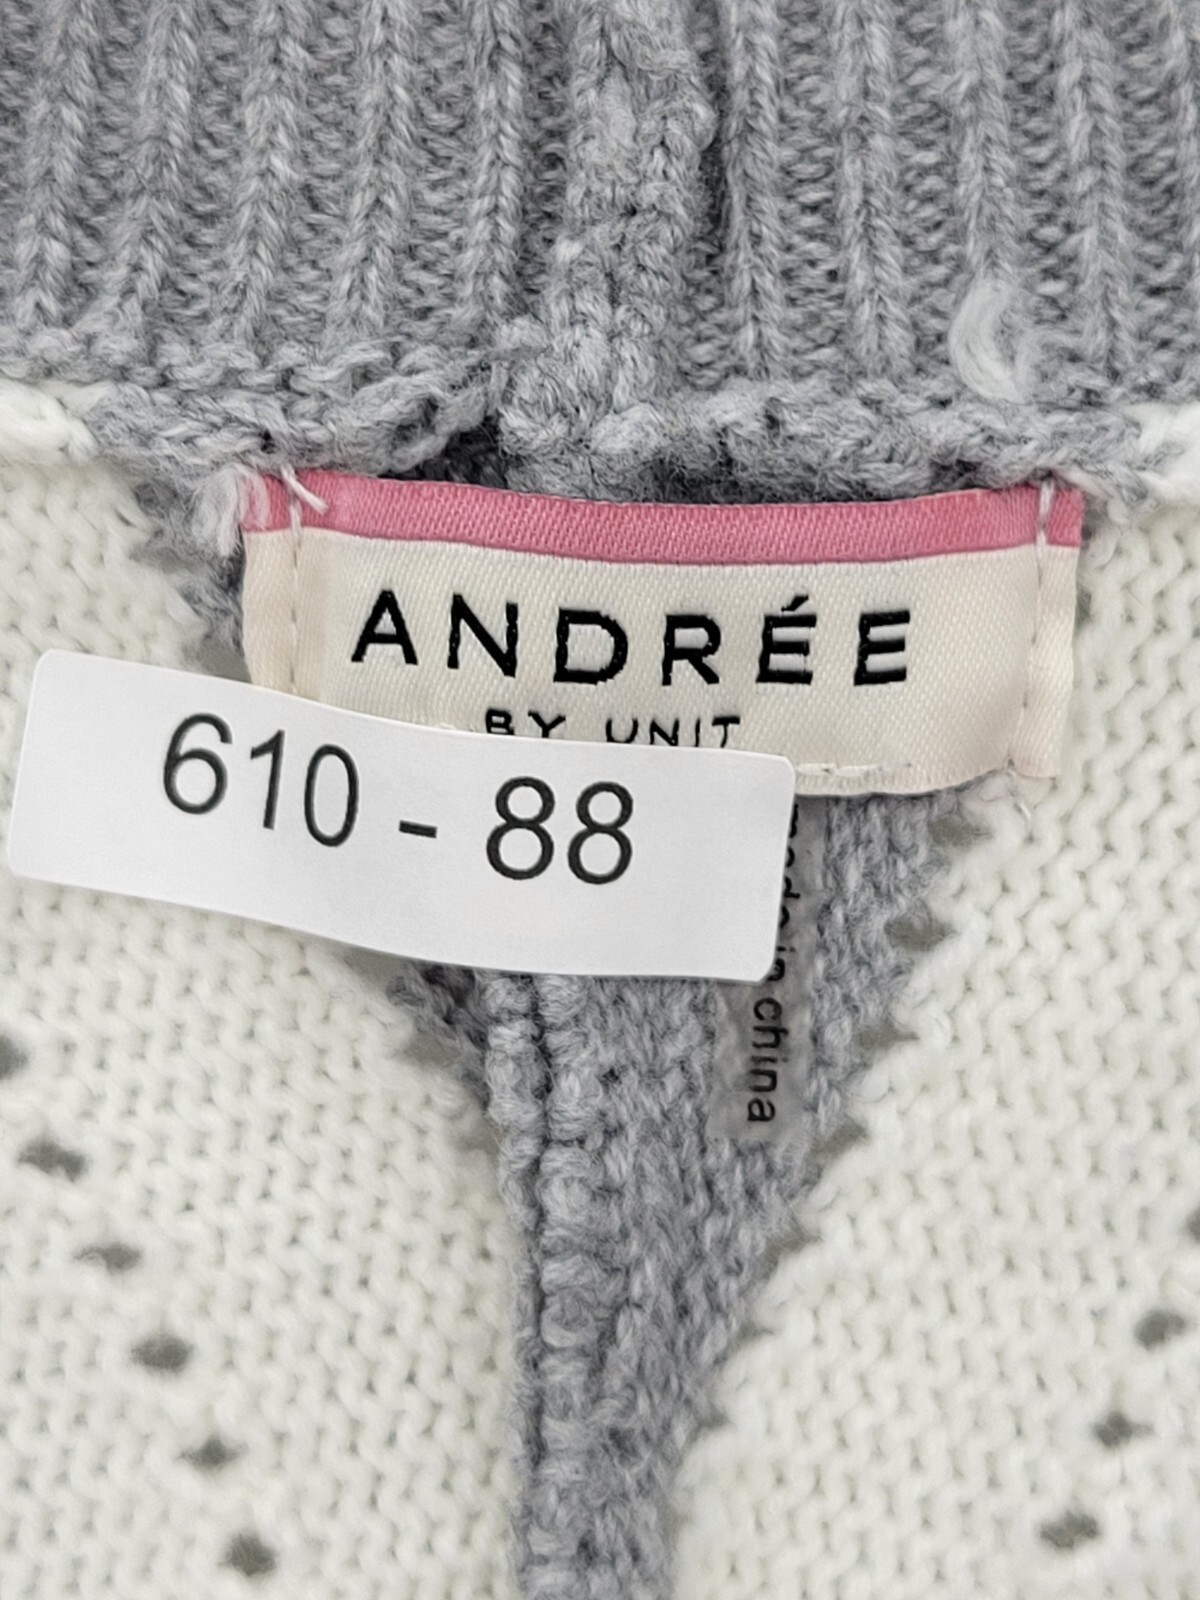 ANDRÉE
BY UNIT
610 - 88
made in china